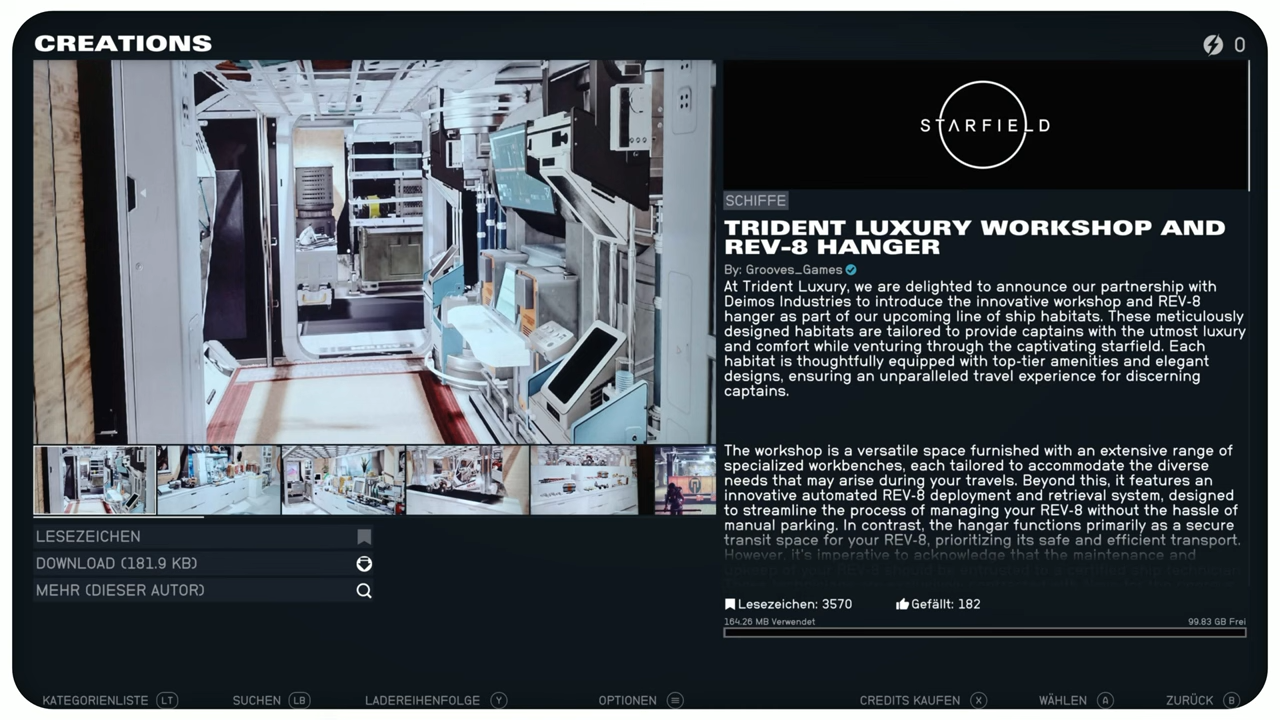 CREATIONS
0
STARFIELD
SCHIFFE
TRIDENT LUXURY WORKSHOP AND
REV-8 HANGER
By: Grooves_Games
At Trident Luxury, we are delighted to announce our partnership with
Deimos Industries to introduce the innovative workshop and REV-8
hanger as part of our upcoming line of ship habitats. These meticulously
designed habitats are tailored to provide captains with the utmost luxury
and comfort while venturing through the captivating starfield. Each
habitat is thoughtfully equipped with top-tier amenities and elegant
designs, ensuring an unparalleled travel experience for discerning
captains.
The workshop is a versatile space furnished with an extensive range of
specialized workbenches, each tailored to accommodate the diverse
needs that may arise during your travels. Beyond this, it features an
innovative automated REV-8 deployment and retrieval system, designed
to streamline the process of managing your REV-8 without the hassle of
manual parking. In contrast, the hangar functions primarily as a secure
transit space for your REV-8, prioritizing its safe and efficient transport.
However, it's imperative to acknowledge that the maintenance and
LESEZEICHEN
DOWNLOAD (181.9 KB)
MEHR (DIESER AUTOR)
Lesezeichen: 3570
Gefällt: 182
164.26 MB Verwendet
99.83 GB Frei
KATEGORIENLISTE LT
SUCHEN LB
LADEREIHENFOLGE Y
OPTIONEN
CREDITS KAUFEN X
WÄHLEN A
ZURÜCK B